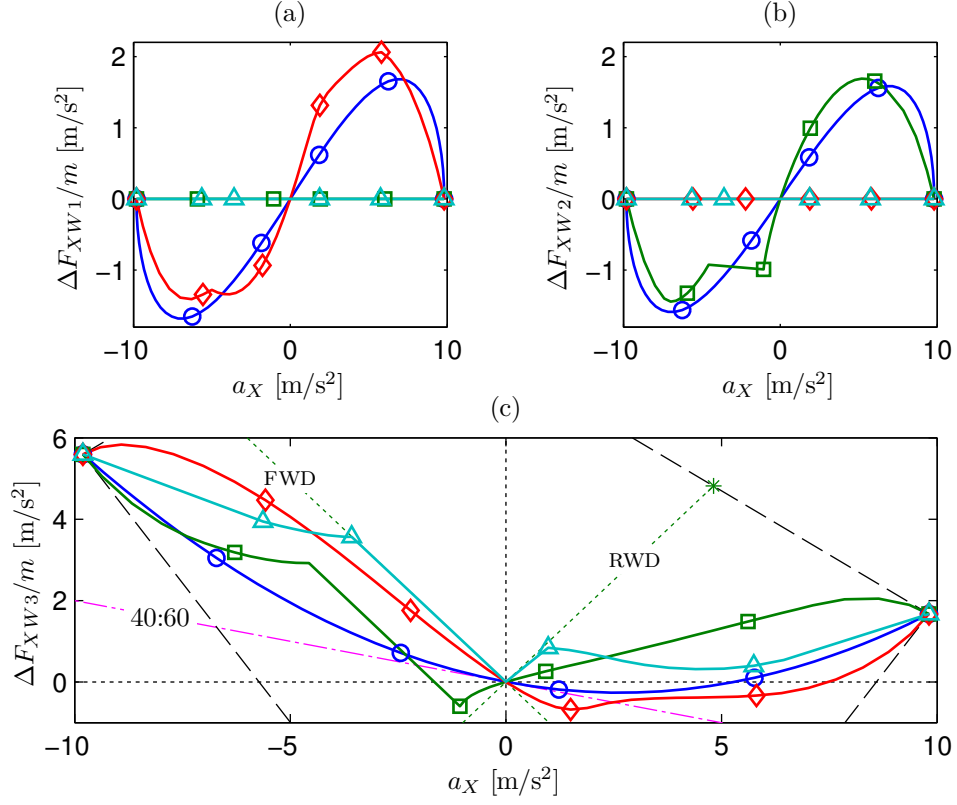 (a)
2
1
0
−1
−10
0
10
ΔF_{XW1}/m [m/s²]
a_X [m/s²]
(b)
2
1
0
−1
−10
0
10
ΔF_{XW2}/m [m/s²]
a_X [m/s²]
(c)
6
4
2
0
−10
−5
0
5
10
ΔF_{XW3}/m [m/s²]
FWD
RWD
40:60
a_X [m/s²]